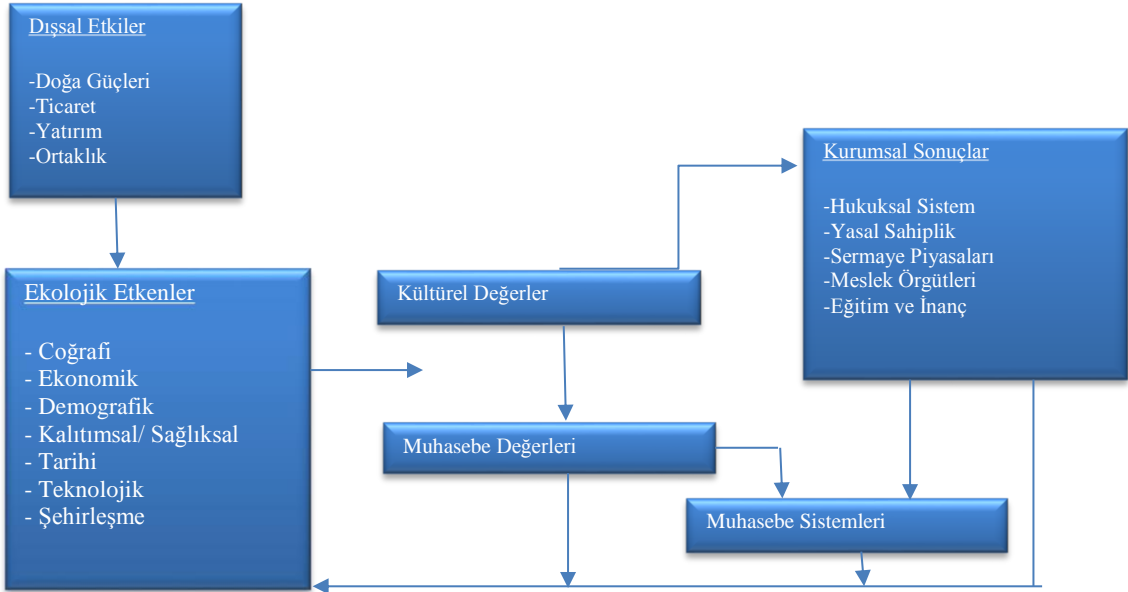 Dışsal Etkiler
-Doğa Güçleri
-Ticaret
-Yatırım
-Ortaklık
Ekolojik Etkenler
- Coğrafi
- Ekonomik
- Demografik
- Kalıtımsal/ Sağlıksal
- Tarihi
- Teknolojik
- Şehirleşme
Kültürel Değerler
Muhasebe Değerleri
Kurumsal Sonuçlar
-Hukuksal Sistem
-Yasal Sahiplik
-Sermaye Piyasaları
-Meslek Örgütleri
-Eğitim ve İnanç
Muhasebe Sistemleri